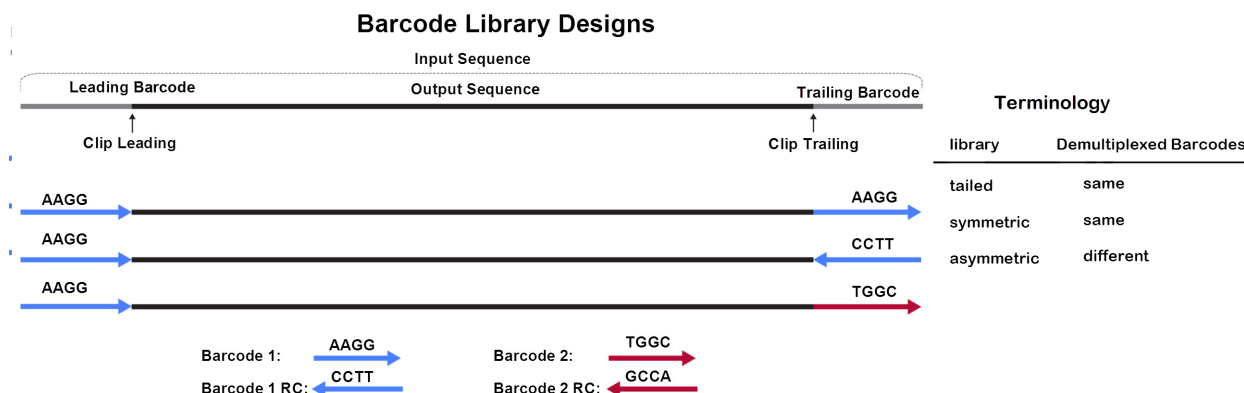 Barcode Library Designs
Input Sequence
Leading Barcode Output Sequence Trailing Barcode
Clip Leading Clip Trailing
AAGG AAGG
AAGG CCTT
AAGG TGGC
Barcode 1: AAGG Barcode 2: TGGC
Barcode 1 RC: CCTT Barcode 2 RC: GCCA
Terminology
library Demultiplexed Barcodes
tailed same
symmetric same
asymmetric different